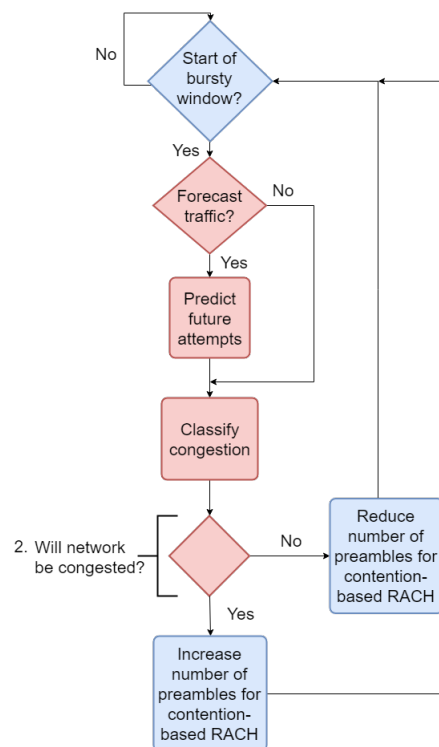 No
Start of
bursty
window?
Yes
Forecast
traffic?
No
Yes
Predict
future
attempts
Classify
congestion
2. Will network
be congested?
No
Reduce
number of
preambles for
contention-
based RACH
Yes
Increase
number of
preambles for
contention-
based RACH